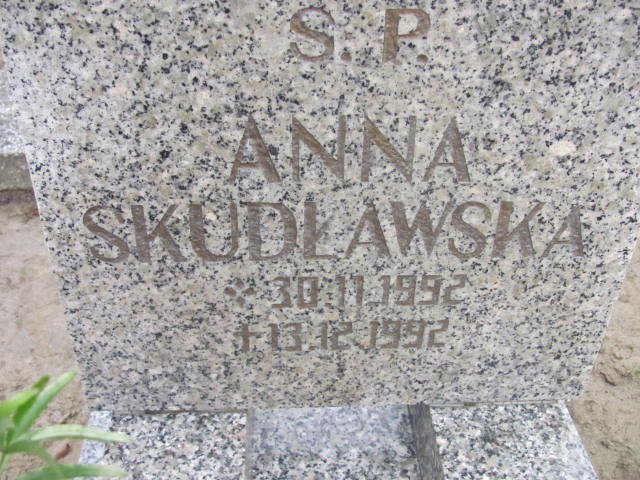 S. P.
ANNA
SKUDŁAWSKA
* 30.11.1992
+ 13.12.1992